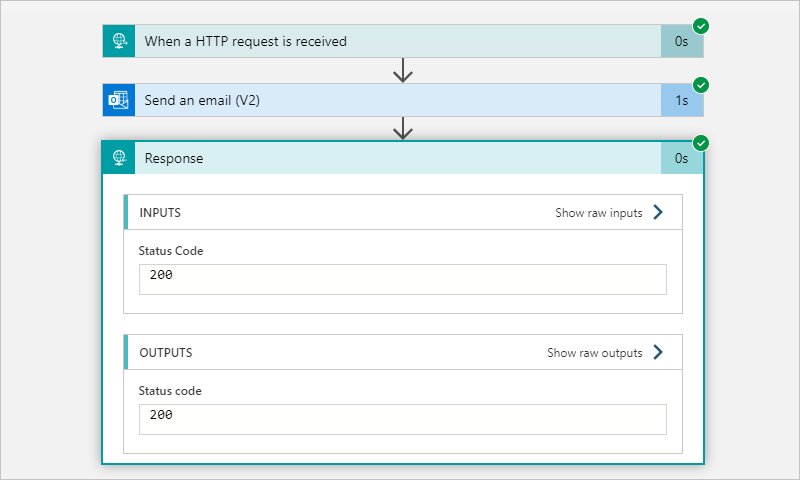 When a HTTP request is received 0s
Send an email (V2) 1s
Response 0s
INPUTS Show raw inputs
Status Code
200
OUTPUTS Show raw outputs
Status code
200